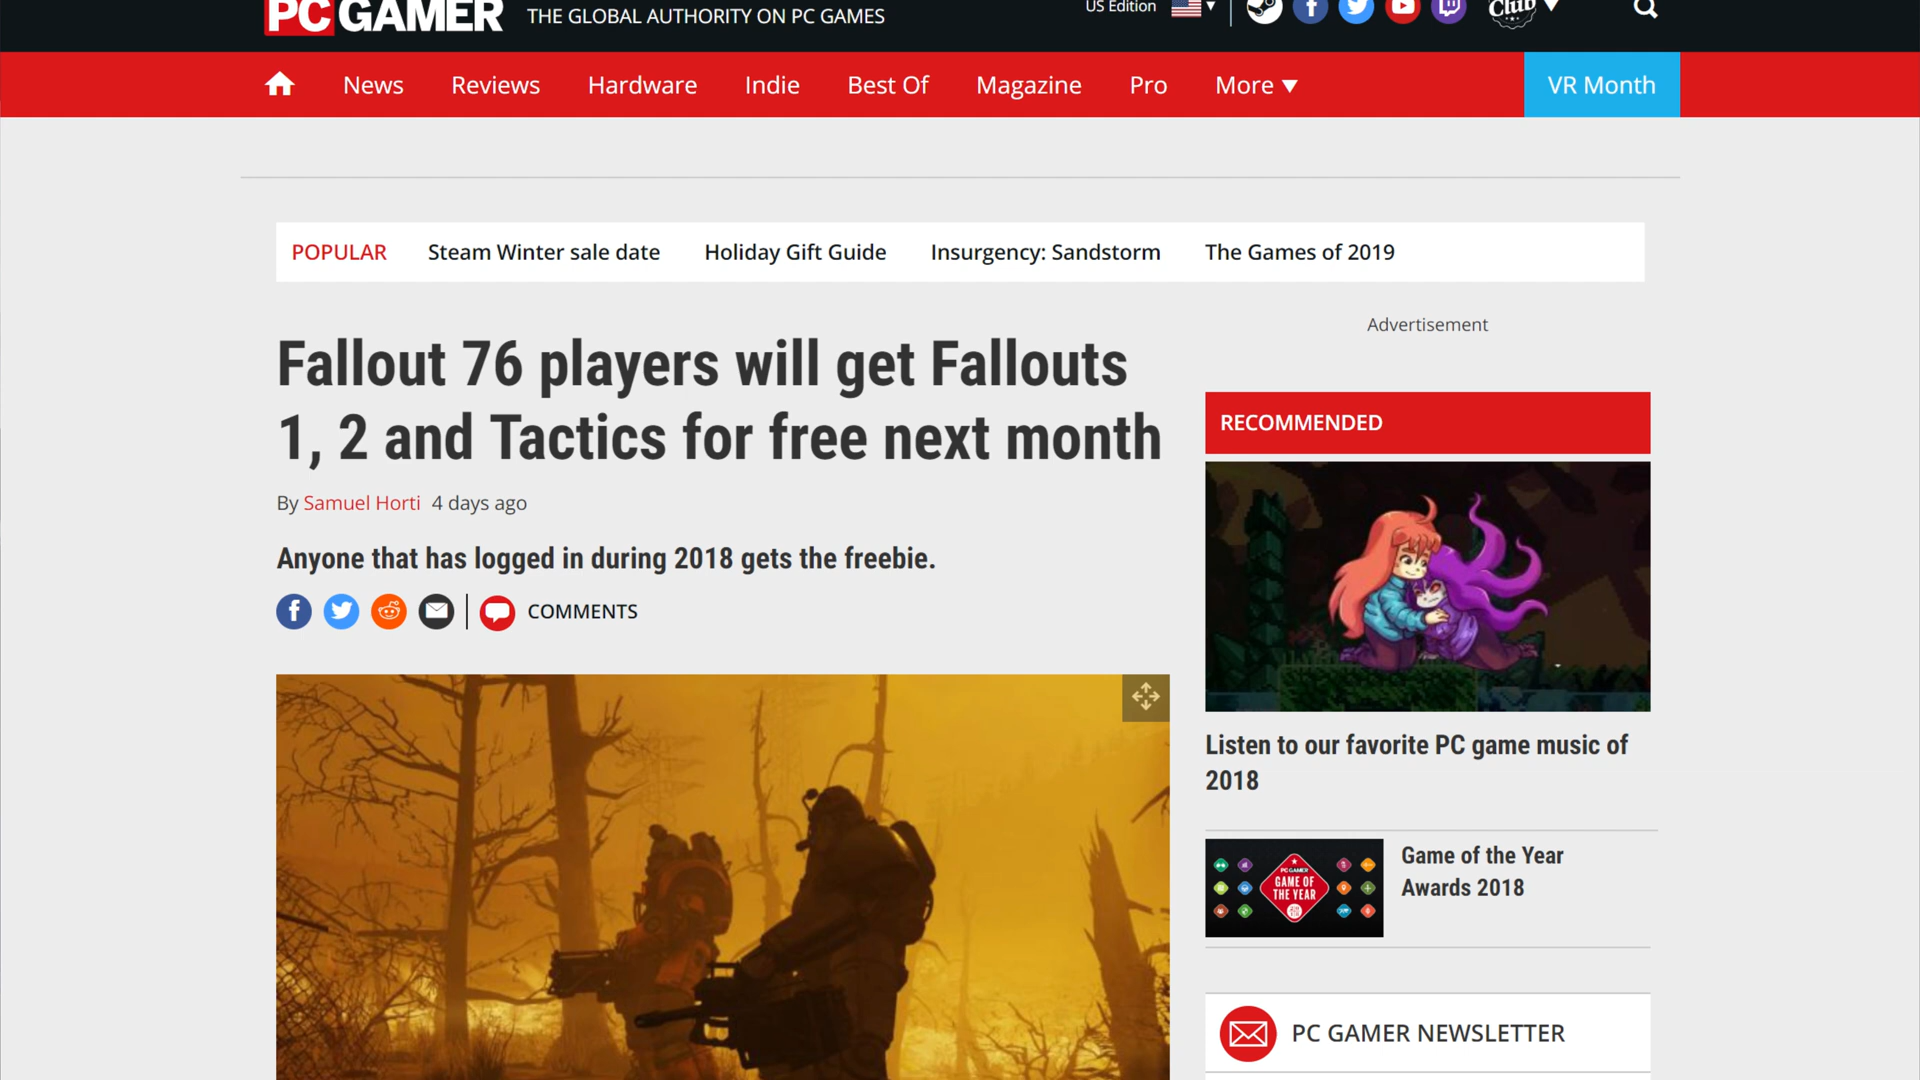 PC GAMER THE GLOBAL AUTHORITY ON PC GAMES
US Edition
Club
News Reviews Hardware Indie Best Of Magazine Pro More VR Month
POPULAR Steam Winter sale date Holiday Gift Guide Insurgency: Sandstorm The Games of 2019
Advertisement
Fallout 76 players will get Fallouts
1, 2 and Tactics for free next month
By Samuel Horti 4 days ago
Anyone that has logged in during 2018 gets the freebie.
COMMENTS
RECOMMENDED
Listen to our favorite PC game music of
2018
PC GAMER
GAME OF
THE YEAR
Game of the Year
Awards 2018
PC GAMER NEWSLETTER